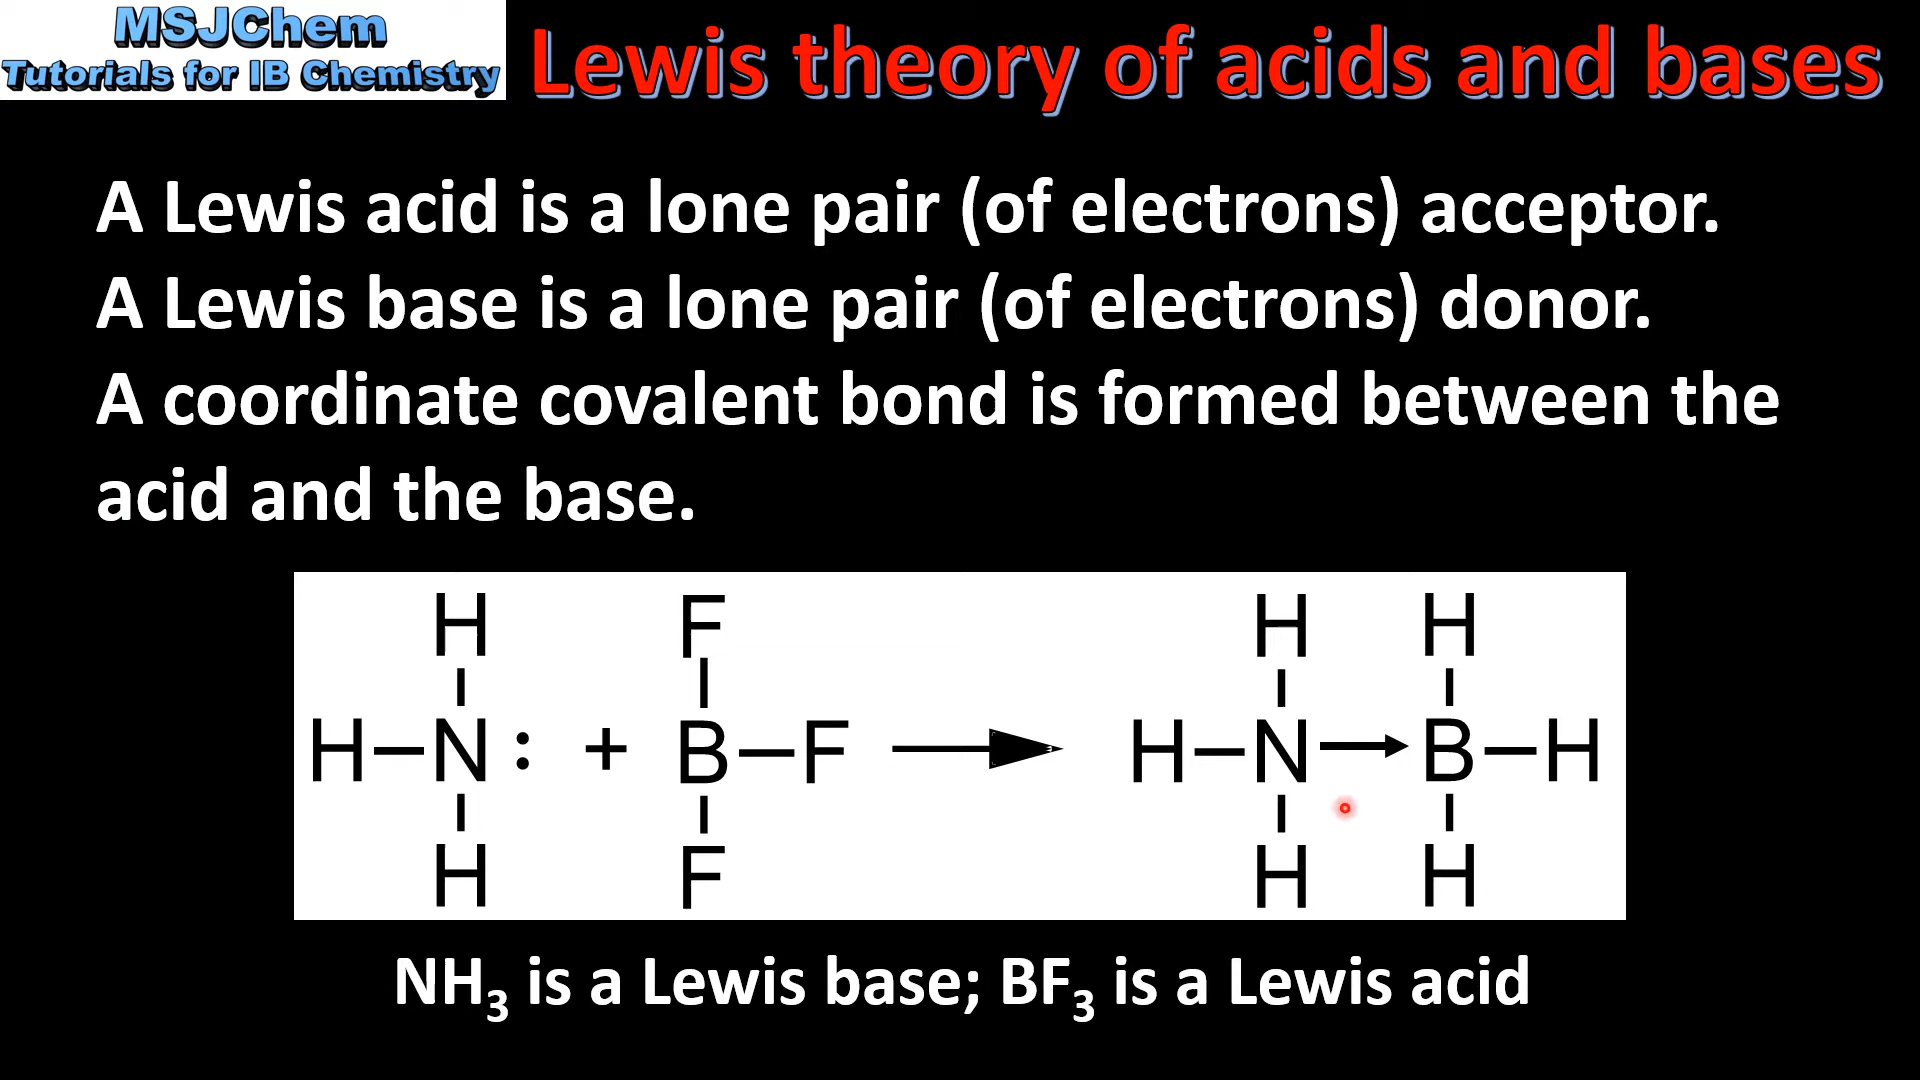 MSJChem
Tutorials for IB Chemistry
Lewis theory of acids and bases
A Lewis acid is a lone pair (of electrons) acceptor.
A Lewis base is a lone pair (of electrons) donor.
A coordinate covalent bond is formed between the
acid and the base.
H F H H
H—N: + B—F → H—N→B—H
H F H H
NH₃ is a Lewis base; BF₃ is a Lewis acid